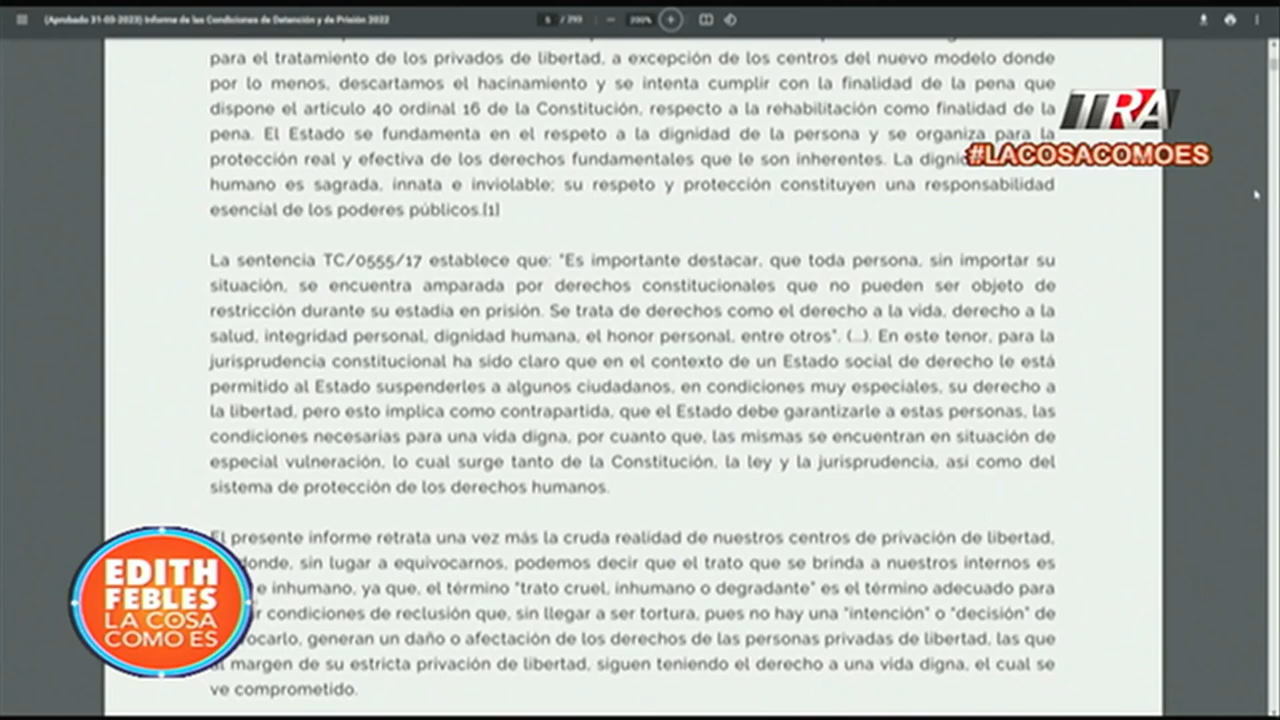 (Aprobado 31-03-2023) Informe de las Condiciones de Detención y de Prisión 2022
5 / 293
200%
para el tratamiento de los privados de libertad, a excepción de los centros del nuevo modelo donde
por lo menos, descartamos el hacinamiento y se intenta cumplir con la finalidad de la pena que
dispone el artículo 40 ordinal 16 de la Constitución, respecto a la rehabilitación como finalidad de la
pena. El Estado se fundamenta en el respeto a la dignidad de la persona y se organiza para la
protección real y efectiva de los derechos fundamentales que le son inherentes. La
humano es sagrada, innata e inviolable; su respeto y protección constituyen una responsabilidad
esencial de los poderes públicos.[1]
TRA
#LACOSACOMOES
La sentencia TC/0555/17 establece que: "Es importante destacar, que toda persona, sin importar su
situación, se encuentra amparada por derechos constitucionales que no pueden ser objeto de
restricción durante su estadía en prisión. Se trata de derechos como el derecho a la vida, derecho a la
salud, integridad personal, dignidad humana, el honor personal, entre otros". (...). En este tenor, para la
jurisprudencia constitucional ha sido claro que en el contexto de un Estado social de derecho le está
permitido al Estado suspenderles a algunos ciudadanos, en condiciones muy especiales, su derecho a
la libertad, pero esto implica como contrapartida, que el Estado debe garantizarle a estas personas, las
condiciones necesarias para una vida digna, por cuanto que, las mismas se encuentran en situación de
especial vulneración, lo cual surge tanto de la Constitución, la ley y la jurisprudencia, así como del
sistema de protección de los derechos humanos.
El presente informe retrata una vez más la cruda realidad de nuestros centros de privación de libertad,
donde, sin lugar a equivocarnos, podemos decir que el trato que se brinda a nuestros internos es
e inhumano, ya que, el término "trato cruel, inhumano o degradante" es el término adecuado para
condiciones de reclusión que, sin llegar a ser tortura, pues no hay una "intención" o "decisión" de
generan un daño o afectación de los derechos de las personas privadas de libertad, las que
al margen de su estricta privación de libertad, siguen teniendo el derecho a una vida digna, el cual se
ve comprometido.
EDITH
FEBLES
LA COSA
COMO ES